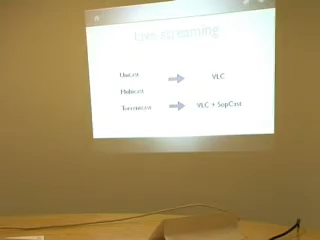 Live streaming
Unicast VLC
Multicast
Torrentcast VLC + SopCast